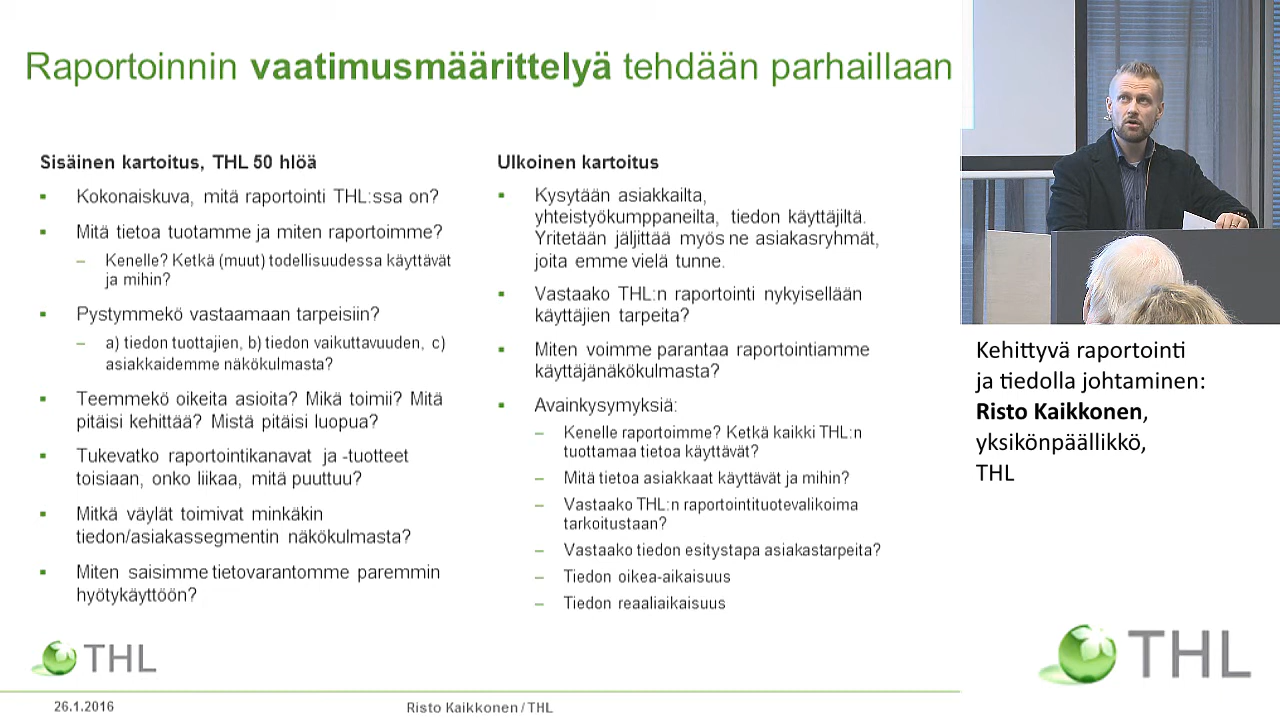 Raportoinnin vaatimusmäärittelyä tehdään parhaillaan
Sisäinen kartoitus, THL 50 hlöä
Kokonaiskuva, mitä raportointi THL:ssa on?
Mitä tietoa tuotamme ja miten raportoimme?
– Kenelle? Ketkä (muut) todellisuudessa käyttävät
ja mihin?
Pystymmekö vastaamaan tarpeisiin?
– a) tiedon tuottajien, b) tiedon vaikuttavuuden, c)
asiakkaidemme näkökulmasta?
Teemmekö oikeita asioita? Mikä toimii? Mitä
pitäisi kehittää? Mistä pitäisi luopua?
Tukevatko raportointikanavat ja -tuotteet
toisiaan, onko liikaa, mitä puuttuu?
Mitkä väylät toimivat minkäkin
tiedon/asiakassegmentin näkökulmasta?
Miten saisimme tietovarantomme paremmin
hyötykäyttöön?
Ulkoinen kartoitus
Kysytään asiakkailta,
yhteistyökumppaneilta, tiedon käyttäjiltä.
Yritetään jäljittää myös ne asiakasryhmät,
joita emme vielä tunne.
Vastaako THL:n raportointi nykyisellään
käyttäjien tarpeita?
Miten voimme parantaa raportointiamme
käyttäjänäkökulmasta?
Avainkysymyksiä:
– Kenelle raportoimme? Ketkä kaikki THL:n
tuottamaa tietoa käyttävät?
– Mitä tietoa asiakkaat käyttävät ja mihin?
– Vastaako THL:n raportointituotevalikoima
tarkoitustaan?
– Vastaako tiedon esitystapa asiakastarpeita?
– Tiedon oikea-aikaisuus
– Tiedon reaaliaikaisuus
THL
26.1.2016
Risto Kaikkonen / THL
Kehittyvä raportointi
ja tiedolla johtaminen:
Risto Kaikkonen,
yksikönpäällikkö,
THL
THL